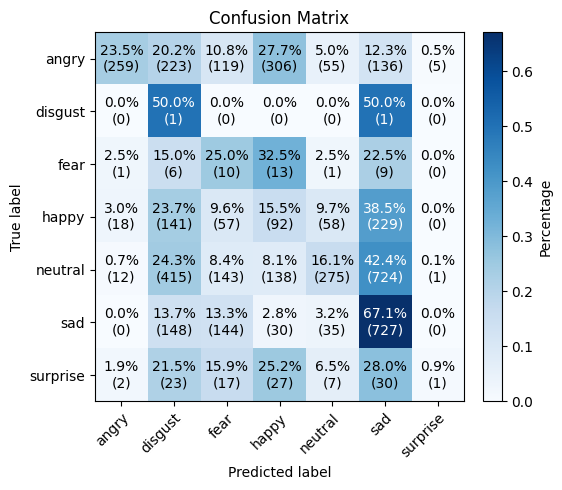 Confusion Matrix
angry 23.5% 20.2% 10.8% 27.7% 5.0% 12.3% 0.5%
(259) (223) (119) (306) (55) (136) (5)
disgust 0.0% 50.0% 0.0% 0.0% 0.0% 50.0% 0.0%
(0) (1) (0) (0) (0) (1) (0)
fear 2.5% 15.0% 25.0% 32.5% 2.5% 22.5% 0.0%
(1) (6) (10) (13) (1) (9) (0)
happy 3.0% 23.7% 9.6% 15.5% 9.7% 38.5% 0.0%
(18) (141) (57) (92) (58) (229) (0)
neutral 0.7% 24.3% 8.4% 8.1% 16.1% 42.4% 0.1%
(12) (415) (143) (138) (275) (724) (1)
sad 0.0% 13.7% 13.3% 2.8% 3.2% 67.1% 0.0%
(0) (148) (144) (30) (35) (727) (0)
surprise 1.9% 21.5% 15.9% 25.2% 6.5% 28.0% 0.9%
(2) (23) (17) (27) (7) (30) (1)
angry disgust fear happy neutral sad surprise
Predicted label
True label
0.6
0.5
0.4
0.3
0.2
0.1
0.0
Percentage